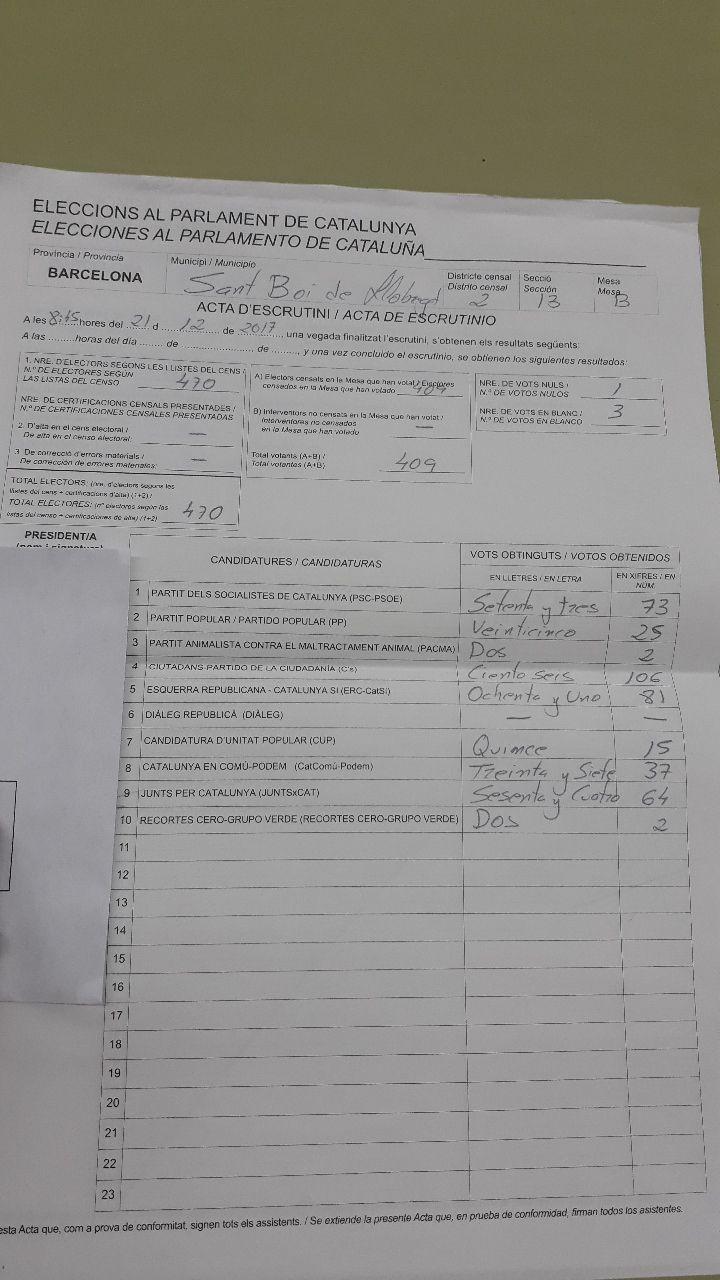 ELECCIONS AL PARLAMENT DE CATALUNYA
ELECCIONES AL PARLAMENTO DE CATALUÑA
Provincia / Provincia
BARCELONA
Municipi / Municipio
Sant Boi de Llobregat
Districte censal
Distrito censal
2
Secció
Sección
13
Mesa
Mesa
B
ACTA D'ESCRUTINI / ACTA DE ESCRUTINIO
A les 8:45 hores del 21 d 12 de 2017 una vegada finalitzat l'escrutini, s'obtenen els resultats següents:
A las ........ horas del día ........ de ........ de ........ y una vez concluido el escrutinio, se obtienen los siguientes resultados:
1. NRE. D'ELECTORS SEGONS LES LLISTES DEL CENS /
N.º DE ELECTORES SEGÚN
LAS LISTAS DEL CENSO 470
NRE. DE CERTIFICACIONS CENSALS PRESENTADES /
N.º DE CERTIFICACIONES CENSALES PRESENTADAS
2. D'alta en el cens electoral /
De alta en el censo electoral: —
3. De correcció d'errors materials /
De corrección de errores materiales: —
TOTAL ELECTORS: (nre. d'electors segons les
llistes del cens + certificacions d'alta) (1+2) /
TOTAL ELECTORES: (nº electores según las
listas del censo + certificaciones de alta) (1+2) 470
A) Electors censats en la Mesa que han votat / Electores
censados en la Mesa que han votado 409
B) Interventors no censats en la Mesa que han votat /
Interventores no censados
en la Mesa que han votado —
Total votants (A+B) /
Total votantes (A+B) 409
NRE. DE VOTS NULS /
N.º DE VOTOS NULOS 1
NRE. DE VOTS EN BLANC /
N.º DE VOTOS EN BLANCO 3
PRESIDENT/A
CANDIDATURES / CANDIDATURAS
VOTS OBTINGUTS / VOTOS OBTENIDOS
EN LLETRES / EN LETRA
EN XIFRES / EN NÚM.
1 PARTIT DELS SOCIALISTES DE CATALUNYA (PSC-PSOE) Setenta y tres 73
2 PARTIT POPULAR / PARTIDO POPULAR (PP) Veinticinco 25
3 PARTIT ANIMALISTA CONTRA EL MALTRACTAMENT ANIMAL (PACMA) Dos 2
4 CIUTADANS-PARTIDO DE LA CIUDADANÍA (C's) Ciento seis 106
5 ESQUERRA REPUBLICANA - CATALUNYA SÍ (ERC-CatSí) Ochenta y Uno 81
6 DIÀLEG REPUBLICÀ (DIÀLEG) — —
7 CANDIDATURA D'UNITAT POPULAR (CUP) Quince 15
8 CATALUNYA EN COMÚ-PODEM (CatComú-Podem) Treinta y Siete 37
9 JUNTS PER CATALUNYA (JUNTSxCAT) Sesenta y Cuatro 64
10 RECORTES CERO-GRUPO VERDE (RECORTES CERO-GRUPO VERDE) Dos 2
11
12
13
14
15
16
17
18
19
20
21
22
23
esta Acta que, com a prova de conformitat, signen tots els assistents. / Se extiende la presente Acta que, en prueba de conformidad, firman todos los asistentes.